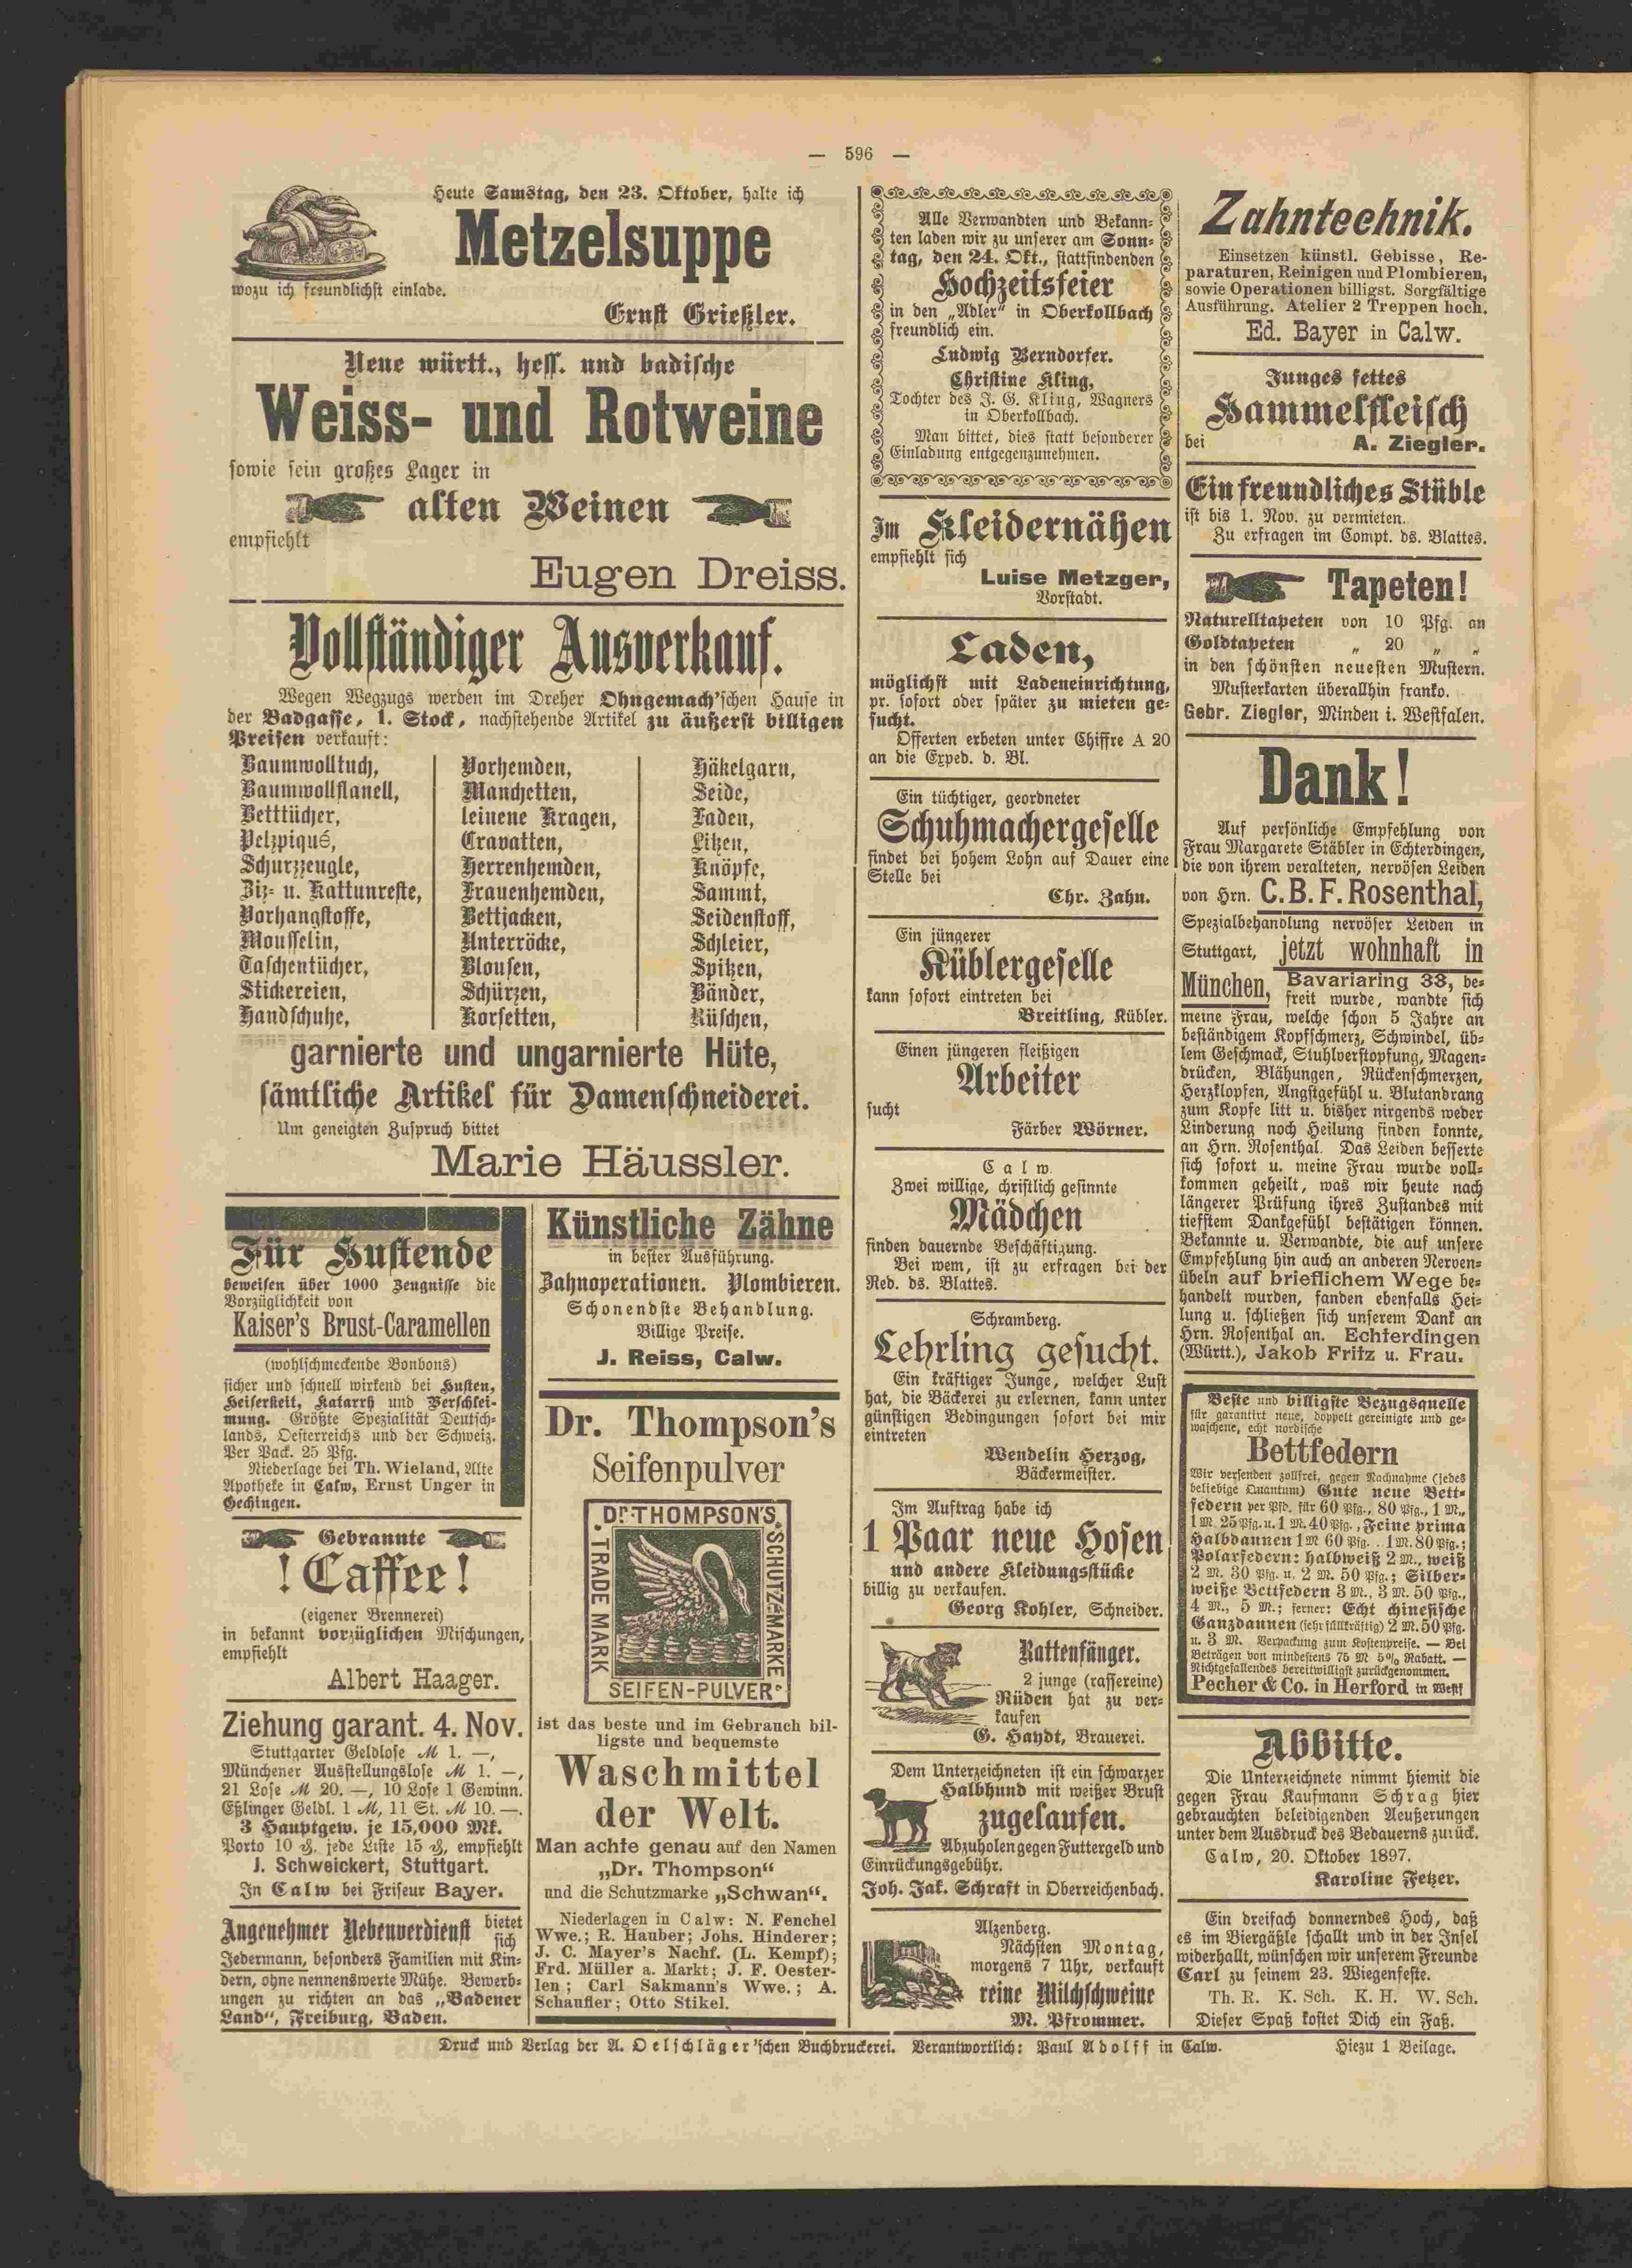 — 596 —
Heute Samstag, den 23. Oktober, halte ich
Metzelsuppe
wozu ich freundlichst einlade.
Ernst Grießler.
Neue württ., hess. und badische
Weiss- und Rotweine
sowie sein großes Lager in
alten Weinen
empfiehlt
Eugen Dreiss.
Vollständiger Ausverkauf.
Wegen Wegzugs werden im Dreher Ohngemach'schen Hause in
der Badgasse, 1. Stock, nachstehende Artikel zu äußerst billigen
Preisen verkauft:
Baumwolltuch,
Baumwollflanell,
Betttücher,
Pelzpiqué,
Schurzzeugle,
Ziz- u. Kattunreste,
Vorhangstoffe,
Mousselin,
Taschentücher,
Stickereien,
Handschuhe,
Vorhemden,
Manchetten,
leinene Kragen,
Cravatten,
Herrenhemden,
Frauenhemden,
Bettjacken,
Unterröcke,
Blousen,
Schürzen,
Korsetten,
Häkelgarn,
Seide,
Faden,
Litzen,
Knöpfe,
Sammt,
Seidenstoff,
Schleier,
Spitzen,
Bänder,
Rüschen,
garnierte und ungarnierte Hüte,
sämtliche Artikel für Damenschneiderei.
Um geneigten Zuspruch bittet
Marie Häussler.
Für Hustende
beweisen über 1000 Zeugnisse die
Vorzüglichkeit von
Kaiser's Brust-Caramellen
(wohlschmeckende Bonbons)
sicher und schnell wirkend bei Husten,
Heiserkeit, Katarrh und Verschlei-
mung. Größte Spezialität Deutsch-
lands, Oesterreichs und der Schweiz.
Per Pack. 25 Pfg.
Niederlage bei Th. Wieland, Alte
Apotheke in Calw, Ernst Unger in
Gechingen.
Gebrannte
! Caffee!
(eigener Brennerei)
in bekannt vorzüglichen Mischungen,
empfiehlt
Albert Haager.
Ziehung garant. 4. Nov.
Stuttgarter Geldlose M 1. —,
Münchener Ausstellungslose M 1. —,
21 Lose M 20. —, 10 Lose 1 Gewinn.
Eßlinger Geldl. 1 M, 11 St. M 10. —.
3 Hauptgew. je 15,000 Mk.
Porto 10 ₰, jede Liste 15 ₰, empfiehlt
J. Schweickert, Stuttgart.
In Calw bei Friseur Bayer.
Angenehmer Nebenverdienst bietet
sich
Jedermann, besonders Familien mit Kin-
dern, ohne nennenswerte Mühe. Bewerb-
ungen zu richten an das „Badener
Land“, Freiburg, Baden.
Künstliche Zähne
in bester Ausführung.
Zahnoperationen. Plombieren.
Schonendste Behandlung.
Billige Preise.
J. Reiss, Calw.
Dr. Thompson's
Seifenpulver
DR. THOMPSON'S
TRADE MARK
SCHUTZ-MARKE
SEIFEN-PULVER
ist das beste und im Gebrauch bil-
ligste und bequemste
Waschmittel
der Welt.
Man achte genau auf den Namen
„Dr. Thompson“
und die Schutzmarke „Schwan“.
Niederlagen in Calw: N. Fenchel
Wwe.; R. Hauber; Johs. Hinderer;
J. C. Mayer's Nachf. (L. Kempf);
Frd. Müller a. Markt; J. F. Oester-
len; Carl Sakmann's Wwe.; A.
Schaufler; Otto Stikel.
Alle Verwandten und Bekann-
ten laden wir zu unserer am Sonn-
tag, den 24. Okt., stattfindenden
Hochzeitsfeier
in den „Adler“ in Oberkollbach
freundlich ein.
Ludwig Berndorfer.
Christine Kling,
Tochter des J. G. Kling, Wagners
in Oberkollbach.
Man bittet, dies statt besonderer
Einladung entgegenzunehmen.
Im Kleidernähen
empfiehlt sich
Luise Metzger,
Vorstadt.
Laden,
möglichst mit Ladeneinrichtung,
pr. sofort oder später zu mieten ge-
sucht.
Offerten erbeten unter Chiffre A 20
an die Exped. d. Bl.
Ein tüchtiger, geordneter
Schuhmachergeselle
findet bei hohem Lohn auf Dauer eine
Stelle bei
Chr. Zahn.
Ein jüngerer
Küblergeselle
kann sofort eintreten bei
Breitling, Kübler.
Einen jüngeren fleißigen
Arbeiter
sucht
Färber Wörner.
Calw.
Zwei willige, christlich gesinnte
Mädchen
finden dauernde Beschäftigung.
Bei wem, ist zu erfragen bei der
Red. ds. Blattes.
Schramberg.
Lehrling gesucht.
Ein kräftiger Junge, welcher Lust
hat, die Bäckerei zu erlernen, kann unter
günstigen Bedingungen sofort bei mir
eintreten
Wendelin Herzog,
Bäckermeister.
Im Auftrag habe ich
1 Paar neue Hosen
und andere Kleidungsstücke
billig zu verkaufen.
Georg Kohler, Schneider.
Rattenfänger.
2 junge (rassereine)
Rüden hat zu ver-
kaufen
G. Haydt, Brauerei.
Dem Unterzeichneten ist ein schwarzer
Halbhund mit weißer Brust
zugelaufen.
Abzuholen gegen Futtergeld und
Einrückungsgebühr.
Joh. Jak. Schraft in Oberreichenbach.
Alzenberg.
Nächsten Montag,
morgens 7 Uhr, verkauft
reine Milchschweine
M. Pfrommer.
Zahntechnik.
Einsetzen künstl. Gebisse, Re-
paraturen, Reinigen und Plombieren,
sowie Operationen billigst. Sorgfältige
Ausführung. Atelier 2 Treppen hoch.
Ed. Bayer in Calw.
Junges fettes
Hammelfleisch
bei A. Ziegler.
Ein freundliches Stüble
ist bis 1. Nov. zu vermieten.
Zu erfragen im Compt. ds. Blattes.
Tapeten!
Naturelltapeten von 10 Pfg. an
Goldtapeten „ 20 „ „
in den schönsten neuesten Mustern.
Musterkarten überallhin franko.
Gebr. Ziegler, Minden i. Westfalen.
Dank!
Auf persönliche Empfehlung von
Frau Margarete Stäbler in Echterdingen,
die von ihrem veralteten, nervösen Leiden
von Hrn. C. B. F. Rosenthal,
Spezialbehandlung nervöser Leiden in
Stuttgart, jetzt wohnhaft in
München, Bavariaring 33, be-
freit wurde, wandte sich
meine Frau, welche schon 5 Jahre an
beständigem Kopfschmerz, Schwindel, üb-
lem Geschmack, Stuhlverstopfung, Magen-
drücken, Blähungen, Rückenschmerzen,
Herzklopfen, Angstgefühl u. Blutandrang
zum Kopfe litt u. bisher nirgends weder
Linderung noch Heilung finden konnte,
an Hrn. Rosenthal. Das Leiden besserte
sich sofort u. meine Frau wurde voll-
kommen geheilt, was wir heute nach
längerer Prüfung ihres Zustandes mit
tiefstem Dankgefühl bestätigen können.
Bekannte u. Verwandte, die auf unsere
Empfehlung hin auch an anderen Nerven-
übeln auf brieflichem Wege be-
handelt wurden, fanden ebenfalls Hei-
lung u. schließen sich unserem Dank an
Hrn. Rosenthal an. Echterdingen
(Württ.), Jakob Fritz u. Frau.
Beste und billigste Bezugsquelle
für garantirt neue, doppelt gereinigte und ge-
waschene, echt nordische
Bettfedern
Wir versenden zollfrei, gegen Nachnahme (jedes
beliebige Quantum) Gute neue Bett-
federn per Pfd. für 60 Pfg., 80 Pfg., 1 M.,
1 M. 25 Pfg. u. 1 M. 40 Pfg., Feine prima
Halbdaunen 1 M 60 Pfg. 1 M. 80 Pfg.;
Polarfedern: halbweiß 2 M., weiß
2 M. 30 Pfg. u. 2 M. 50 Pfg.; Silber-
weiße Bettfedern 3 M., 3 M. 50 Pfg.,
4 M., 5 M.; ferner: Echt chinesische
Ganzdaunen (sehr füllkräftig) 2 M. 50 Pfg.
u. 3 M. Verpackung zum Kostenpreise. — Bei
Beträgen von mindestens 75 M 5% Rabatt. —
Nichtgefallendes bereitwilligst zurückgenommen.
Pecher & Co. in Herford in Westf
Abbitte.
Die Unterzeichnete nimmt hiemit die
gegen Frau Kaufmann Schrag hier
gebrauchten beleidigenden Aeußerungen
unter dem Ausdruck des Bedauerns zurück.
Calw, 20. Oktober 1897.
Karoline Fetzer.
Ein dreifach donnerndes Hoch, daß
es im Biergäßle schallt und in der Insel
widerhallt, wünschen wir unserem Freunde
Carl zu seinem 23. Wiegenfeste.
Th. R. K. Sch. K. H. W. Sch.
Dieser Spaß kostet Dich ein Faß.
Druck und Verlag der A. Oelschläger'schen Buchdruckerei. Verantwortlich: Paul Adolff in Calw. Hiezu 1 Beilage.